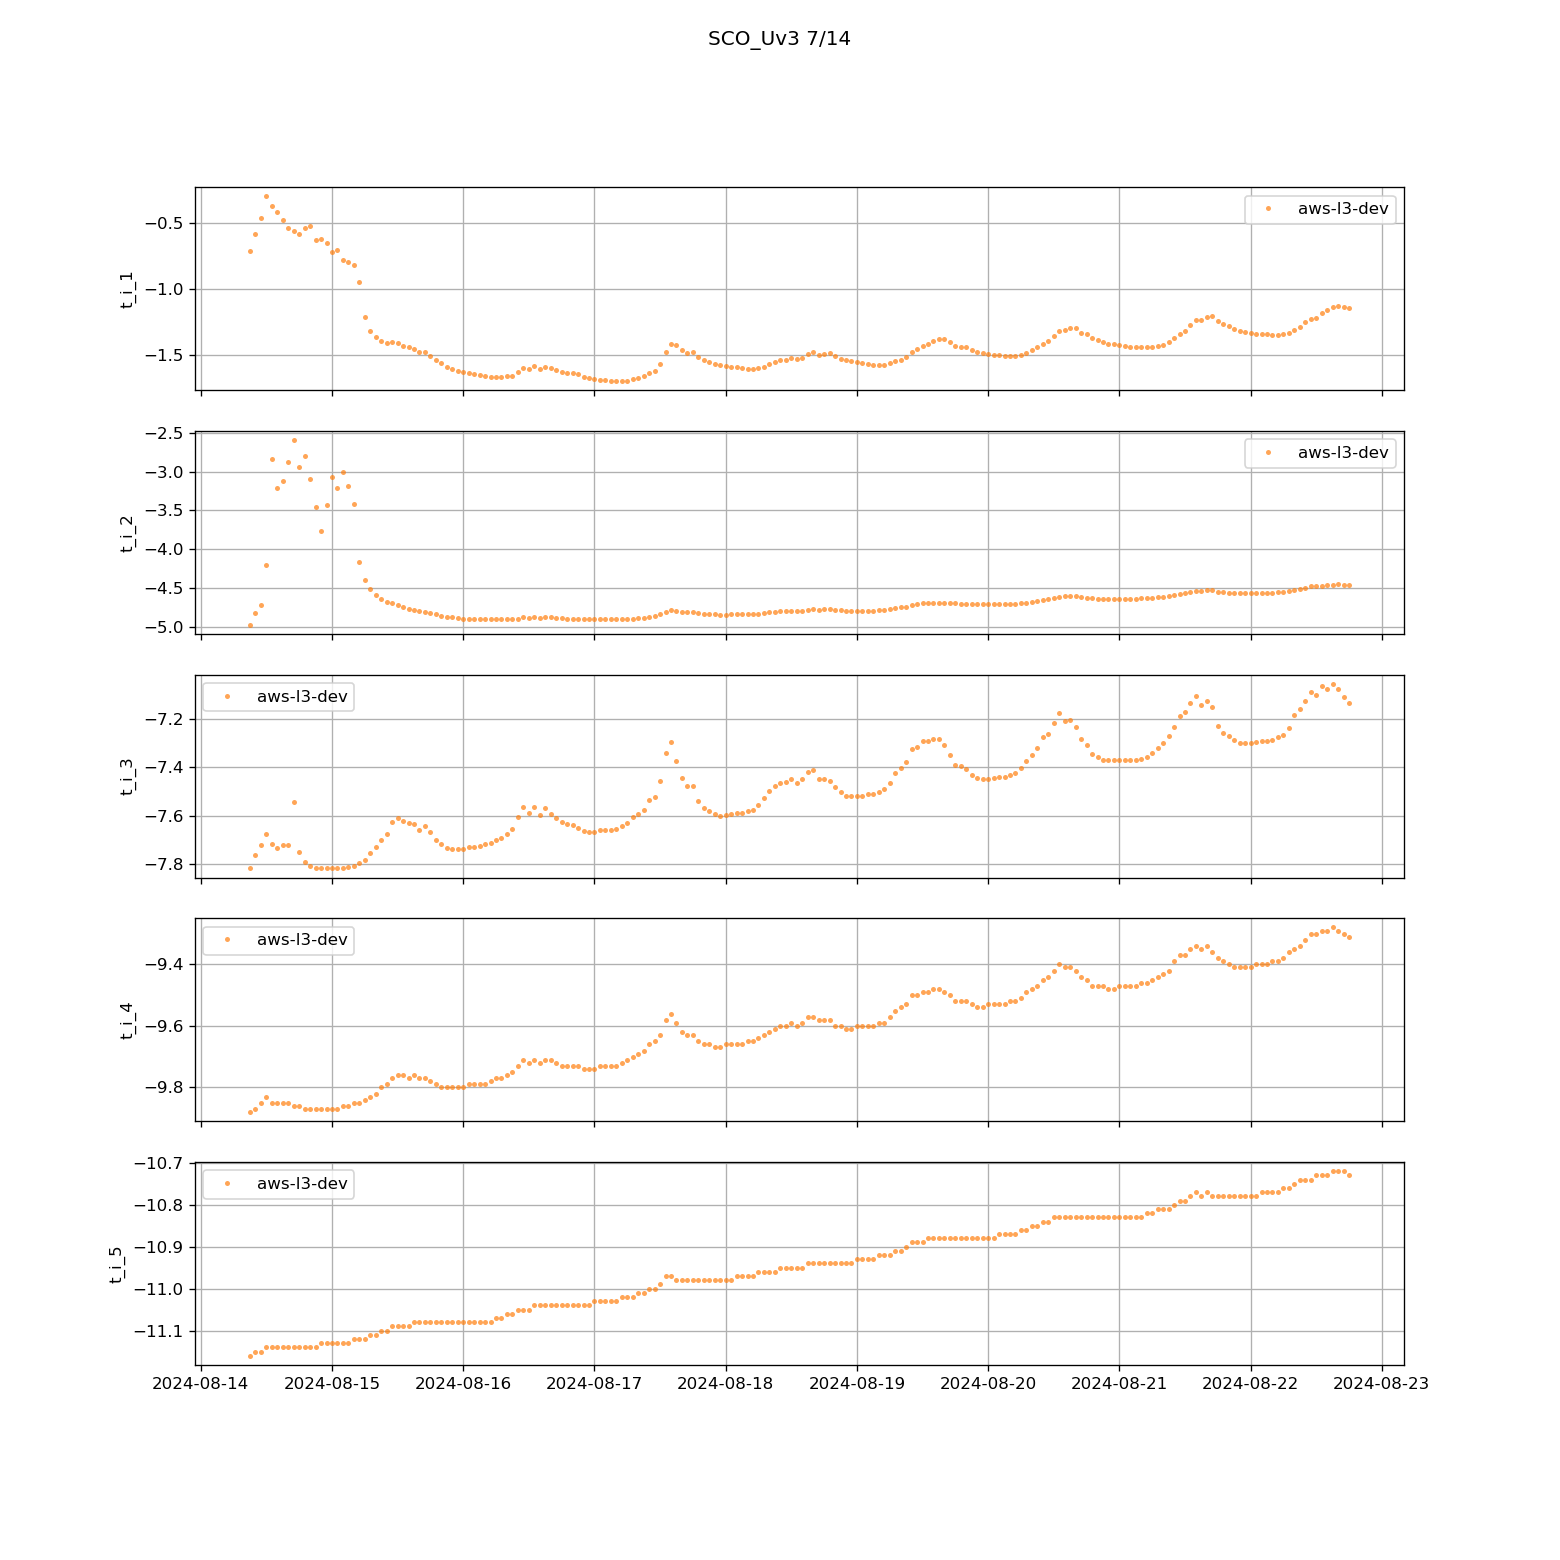 SCO_Uv3 7/14
aws-l3-dev
−0.5
−1.0
−1.5
t_i_1
aws-l3-dev
−2.5
−3.0
−3.5
−4.0
−4.5
−5.0
t_i_2
aws-l3-dev
−7.2
−7.4
−7.6
−7.8
t_i_3
aws-l3-dev
−9.4
−9.6
−9.8
t_i_4
aws-l3-dev
−10.7
−10.8
−10.9
−11.0
−11.1
t_i_5
2024-08-14 2024-08-15 2024-08-16 2024-08-17 2024-08-18 2024-08-19 2024-08-20 2024-08-21 2024-08-22 2024-08-23